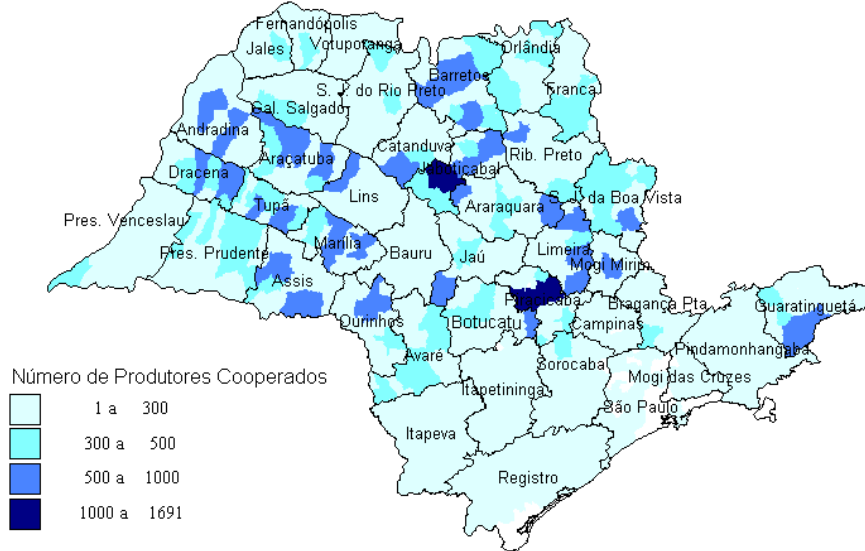 Fernandópolis
Jales
Votuporanga
Orlândia
Barretos
S. J. do Rio Preto
Franca
Gal. Salgado
Andradina
Catanduva
Araçatuba
Jaboticabal
Rib. Preto
Dracena
Lins
S. J. da Boa Vista
Tupã
Araraquara
Pres. Venceslau
Marília
Bauru
Pres. Prudente
Jaú
Limeira
Mogi Mirim
Assis
Piracicaba
Bragança Pta.
Guaratinguetá
Ourinhos
Botucatu
Campinas
Avaré
Pindamonhangaba
Sorocaba
Número de Produtores Cooperados
Itapetininga
Mogi das Cruzes
1 a 300
São Paulo
Itapeva
300 a 500
500 a 1000
Registro
1000 a 1691